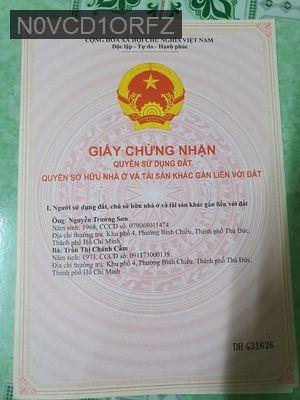 N0VCD1ORFZ
CỘNG HÒA XÃ HỘI CHỦ NGHĨA VIỆT NAM
Độc lập - Tự do - Hạnh phúc
VIỆT NAM
GIẤY CHỨNG NHẬN
QUYỀN SỬ DỤNG ĐẤT
QUYỀN SỞ HỮU NHÀ Ở VÀ TÀI SẢN KHÁC GẮN LIỀN VỚI ĐẤT
I. Người sử dụng đất, chủ sở hữu nhà ở và tài sản khác gắn liền với đất
Ông: Nguyễn Trường Sơn
Năm sinh: 1968, CCCD số: 079068011474
Địa chỉ thường trú: Khu phố 4, Phường Bình Chiểu, Thành phố Thủ Đức,
Thành phố Hồ Chí Minh
Bà: Trần Thị Chánh Cầm
Năm sinh: 1973, CCCD số: 091173000139
Địa chỉ thường trú: Khu phố 4, Phường Bình Chiểu, Thành phố Thủ Đức,
Thành phố Hồ Chí Minh
DH 431626